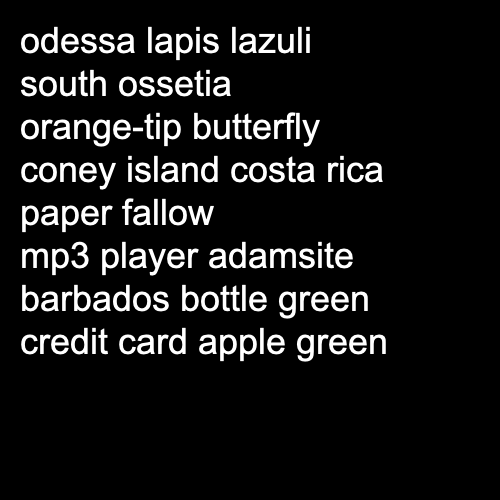 odessa lapis lazuli
south ossetia
orange-tip butterfly
coney island costa rica
paper fallow
mp3 player adamsite
barbados bottle green
credit card apple green